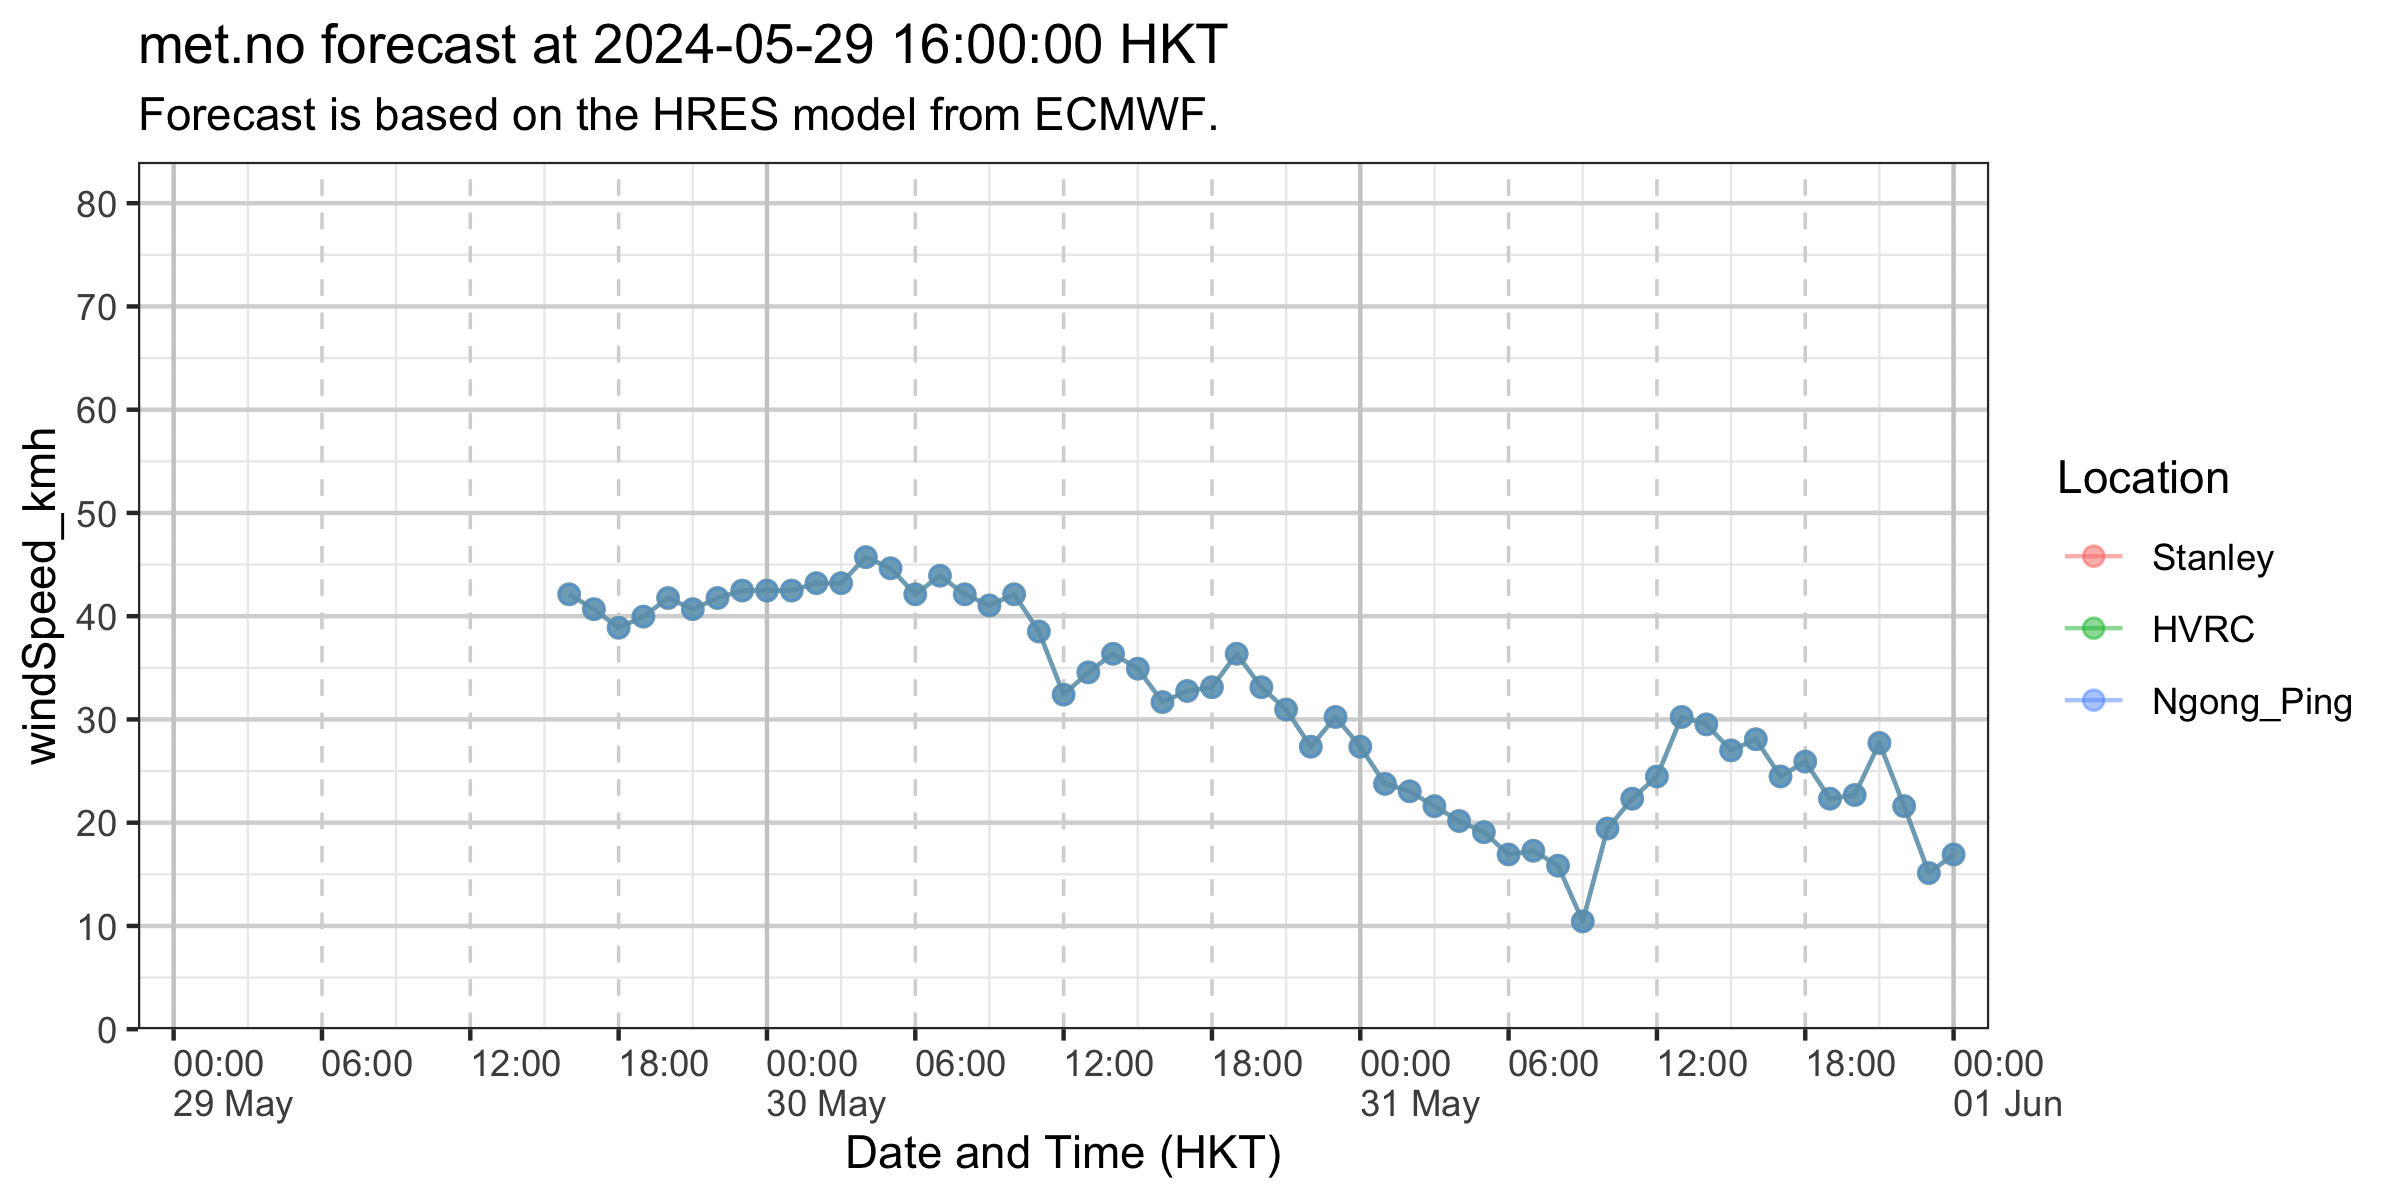 met.no forecast at 2024-05-29 16:00:00 HKT
Forecast is based on the HRES model from ECMWF.
windSpeed_kmh
80
70
60
50
40
30
20
10
0
00:00 06:00 12:00 18:00 00:00 06:00 12:00 18:00 00:00 06:00 12:00 18:00 00:00
29 May 30 May 31 May 01 Jun
Date and Time (HKT)
Location
Stanley
HVRC
Ngong_Ping